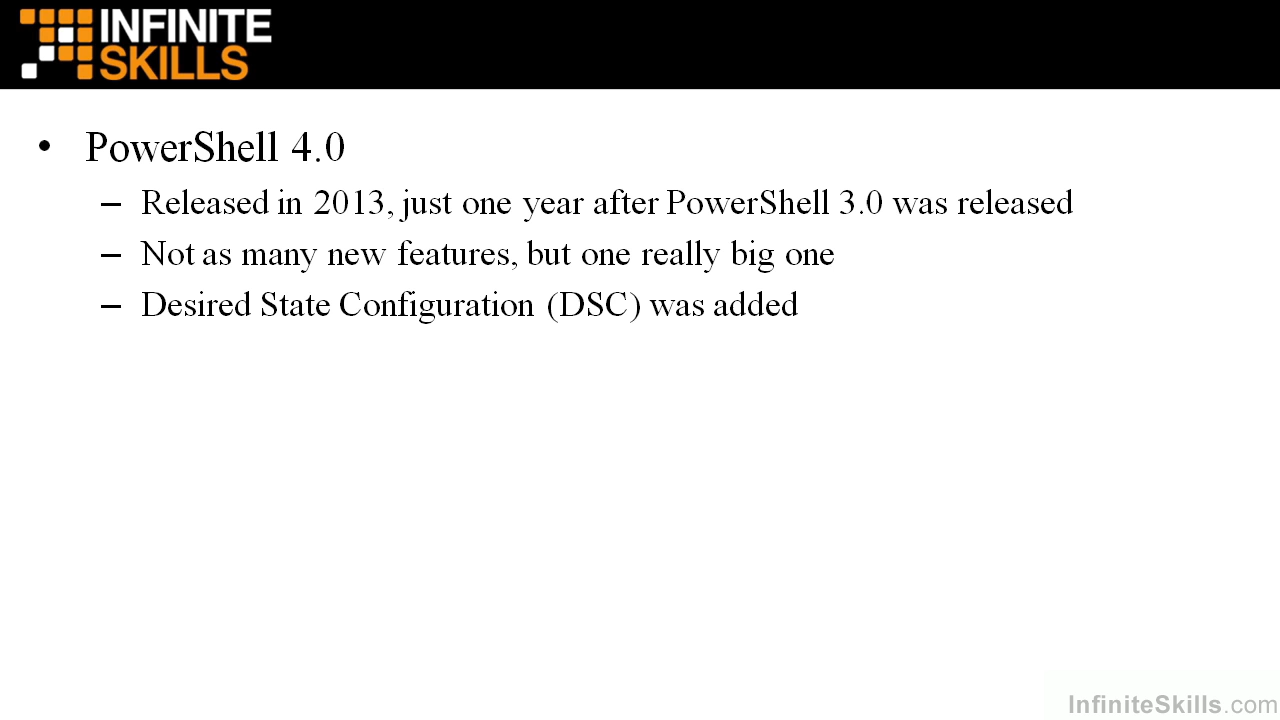 INFINITE
SKILLS
• PowerShell 4.0
– Released in 2013, just one year after PowerShell 3.0 was released
– Not as many new features, but one really big one
– Desired State Configuration (DSC) was added
InfiniteSkills.com